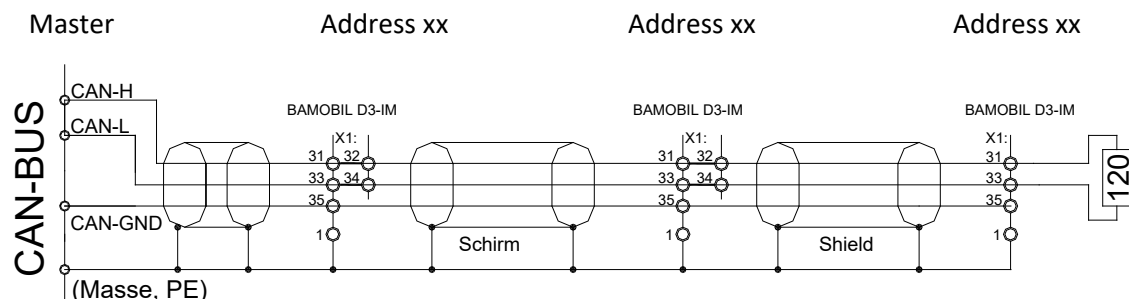 Master Address xx Address xx Address xx
CAN-BUS
CAN-H
CAN-L
CAN-GND
(Masse, PE)
BAMOBIL D3-IM
X1:
31 32
33 34
35
1
Schirm
BAMOBIL D3-IM
X1:
31 32
33 34
35
1
Shield
BAMOBIL D3-IM
X1:
31
33
35
1
120